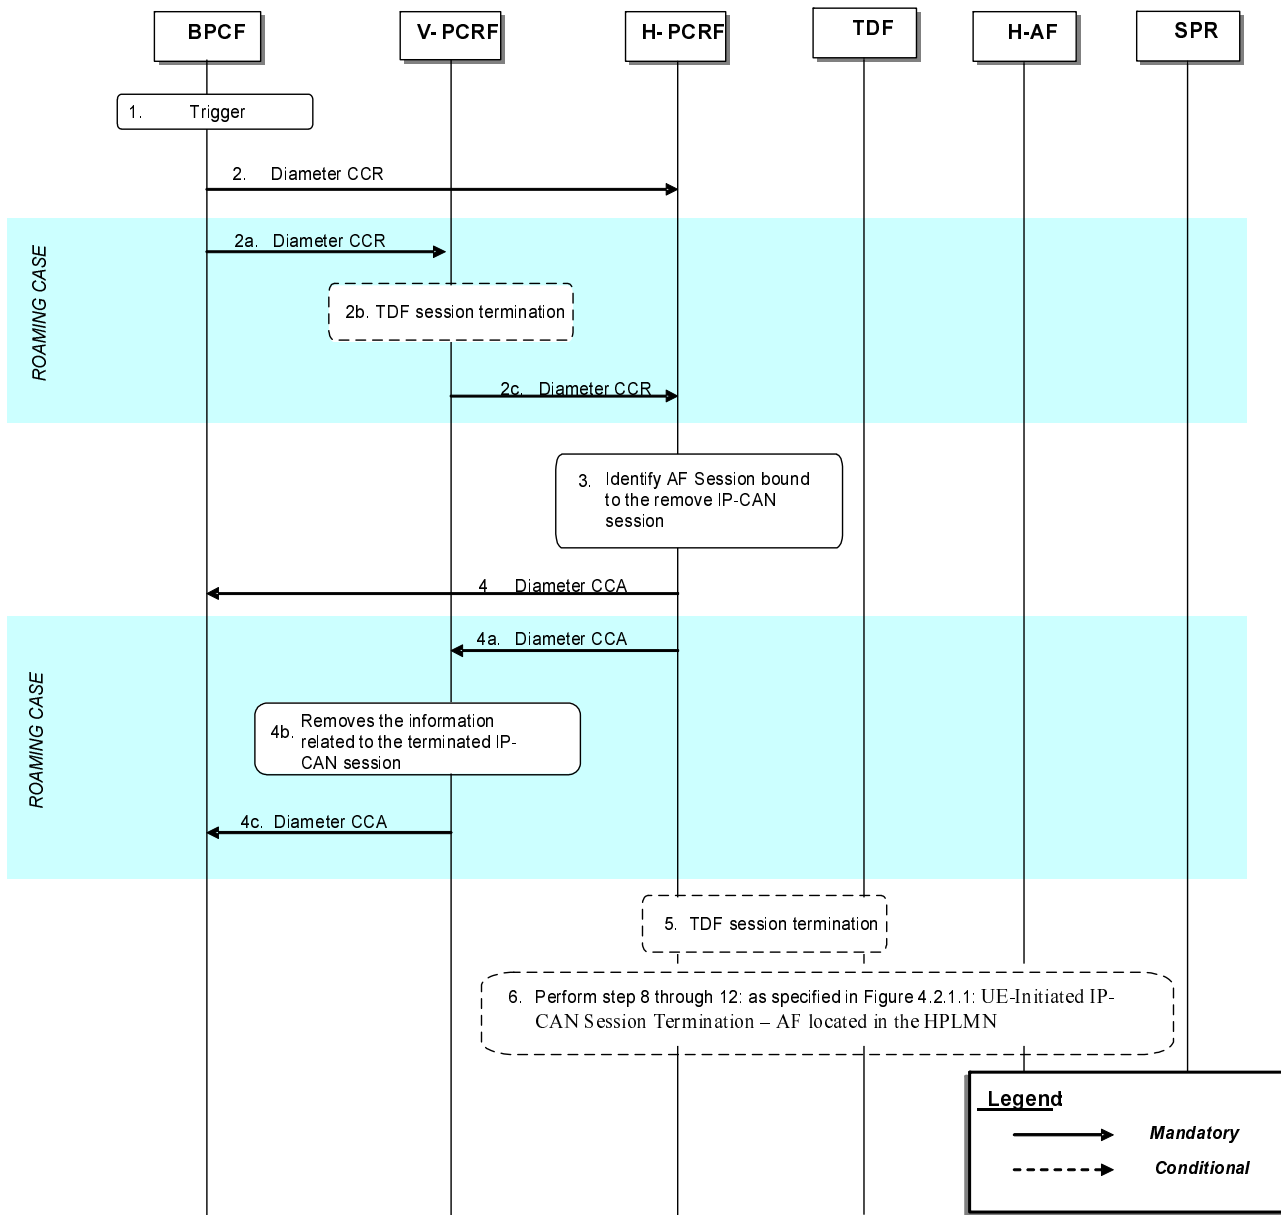 BPCF
V- PCRF
H- PCRF
TDF
H-AF
SPR
1. Trigger
2. Diameter CCR
ROAMING CASE
2a. Diameter CCR
2b. TDF session termination
2c. Diameter CCR
3. Identify AF Session bound
to the remove IP-CAN
session
4 Diameter CCA
ROAMING CASE
4a. Diameter CCA
4b. Removes the information
related to the terminated IP-
CAN session
4c. Diameter CCA
5. TDF session termination
6. Perform step 8 through 12: as specified in Figure 4.2.1.1: UE-Initiated IP-
CAN Session Termination – AF located in the HPLMN
Legend
Mandatory
Conditional